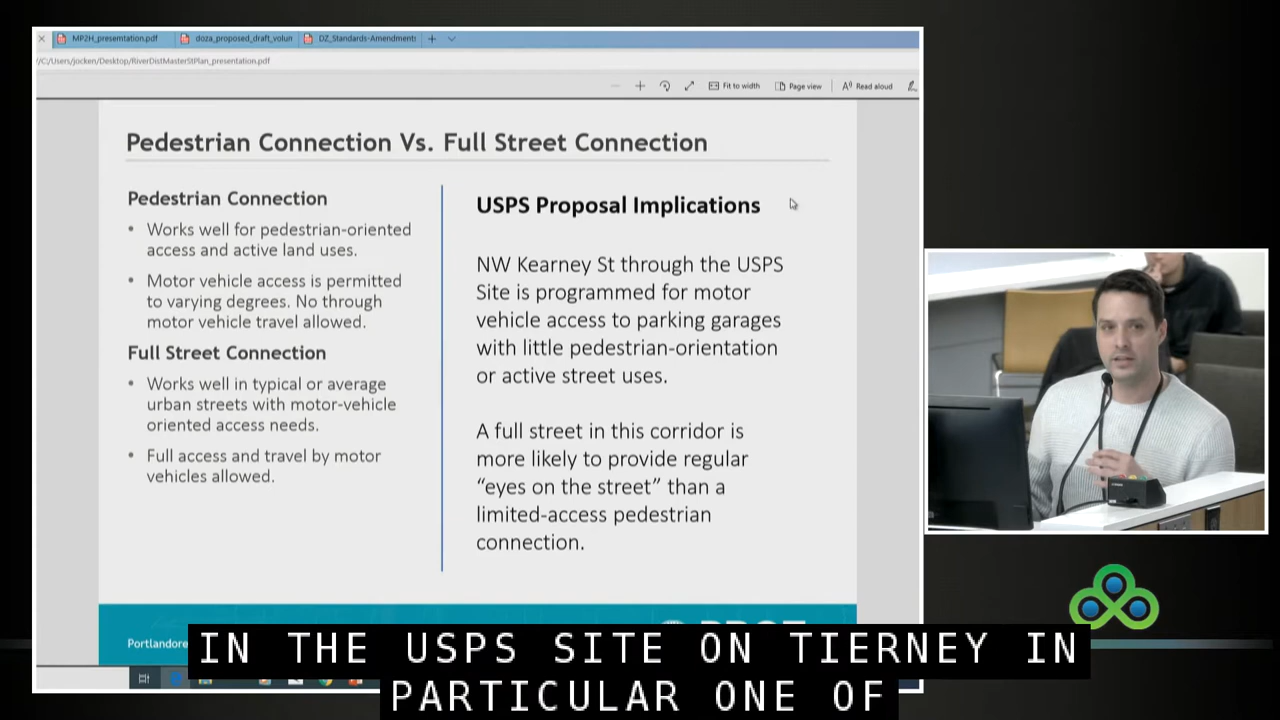 MP2H_presemtation.pdf
doza_proposed_draft_volun
DZ_Standards-Amendments
//C:/Users/jocken/Desktop/RiverDistMasterStPlan_presentation.pdf
Fit to width
Page view
Read aloud
Pedestrian Connection Vs. Full Street Connection
Pedestrian Connection
• Works well for pedestrian-oriented
access and active land uses.
• Motor vehicle access is permitted
to varying degrees. No through
motor vehicle travel allowed.
Full Street Connection
• Works well in typical or average
urban streets with motor-vehicle
oriented access needs.
• Full access and travel by motor
vehicles allowed.
USPS Proposal Implications
NW Kearney St through the USPS
Site is programmed for motor
vehicle access to parking garages
with little pedestrian-orientation
or active street uses.
A full street in this corridor is
more likely to provide regular
“eyes on the street” than a
limited-access pedestrian
connection.
Portlandore
IN THE USPS SITE ON TIERNEY IN
PARTICULAR ONE OF